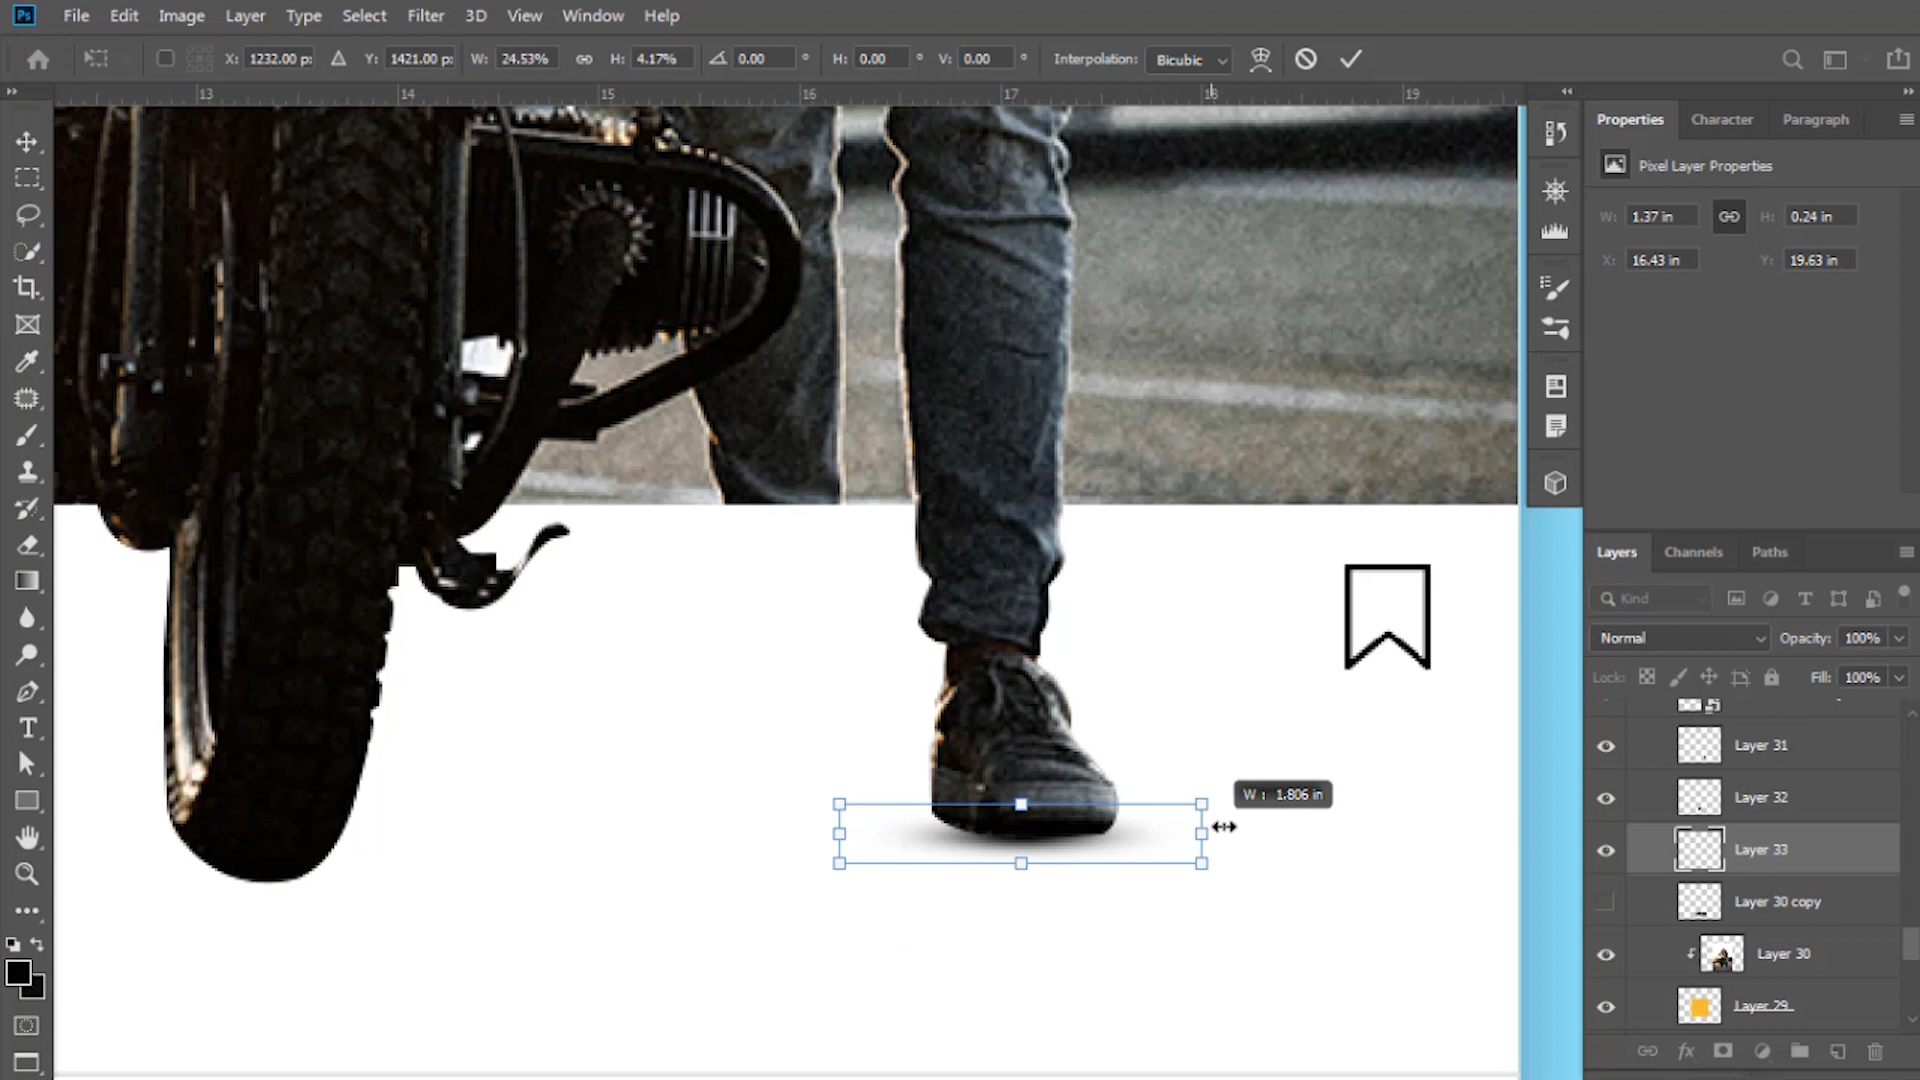 Ps File Edit Image Layer Type Select Filter 3D View Window Help
X: 1232.00 px Y: 1421.00 px W: 24.53% H: 4.17% 0.00 ° H: 0.00 ° V: 0.00 ° Interpolation: Bicubic
13 14 15 16 17 18 19
Properties Character Paragraph
Pixel Layer Properties
W: 1.37 in H: 0.24 in
X: 16.43 in Y: 19.63 in
W : 1.806 in
Layers Channels Paths
Kind
Normal Opacity: 100%
Lock: Fill: 100%
Layer 31
Layer 32
Layer 33
Layer 30 copy
Layer 30
Layer 29